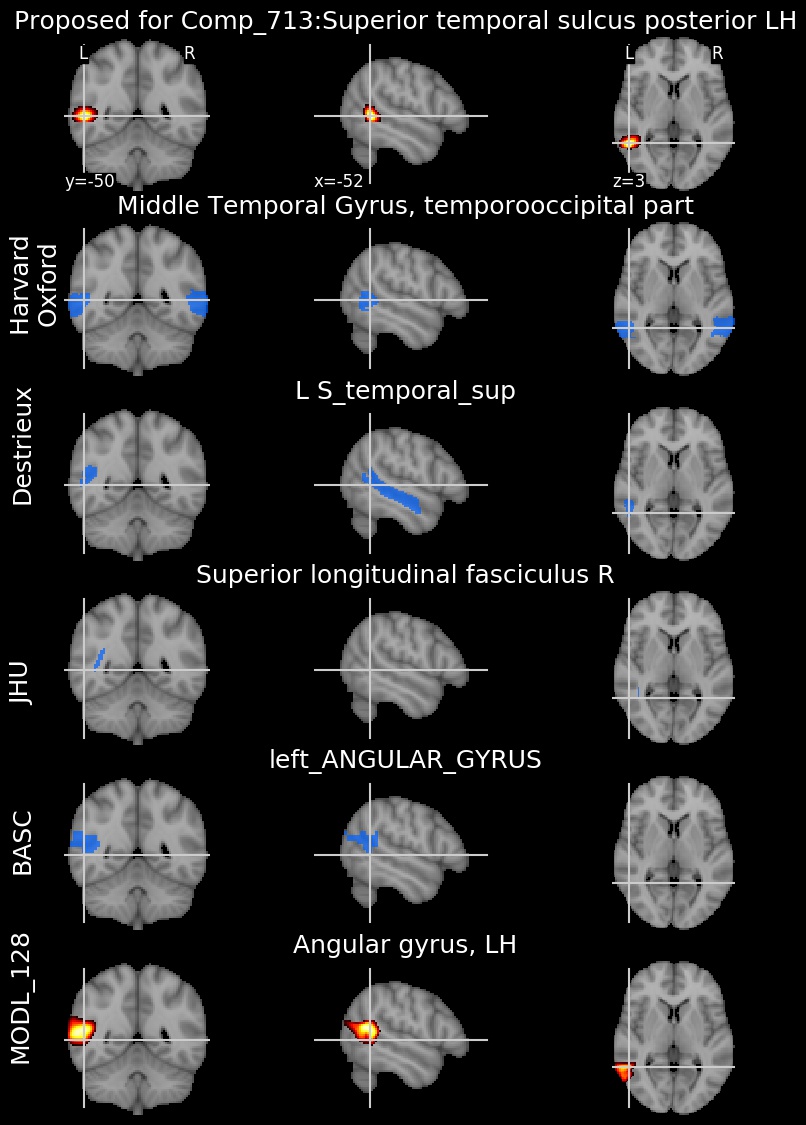 Proposed for Comp_713:Superior temporal sulcus posterior LH
L R
L R
y=-50
x=-52
z=3
Middle Temporal Gyrus, temporooccipital part
Harvard
Oxford
L S_temporal_sup
Destrieux
Superior longitudinal fasciculus R
JHU
left_ANGULAR_GYRUS
BASC
Angular gyrus, LH
MODL_128